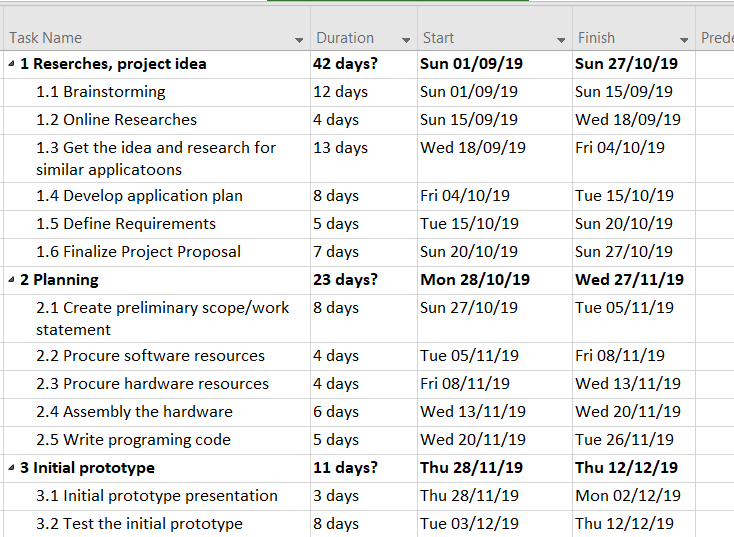 Task Name Duration Start Finish Prede
1 Reserches, project idea 42 days? Sun 01/09/19 Sun 27/10/19
1.1 Brainstorming 12 days Sun 01/09/19 Sun 15/09/19
1.2 Online Researches 4 days Sun 15/09/19 Wed 18/09/19
1.3 Get the idea and research for 13 days Wed 18/09/19 Fri 04/10/19
similar applicatoons
1.4 Develop application plan 8 days Fri 04/10/19 Tue 15/10/19
1.5 Define Requirements 5 days Tue 15/10/19 Sun 20/10/19
1.6 Finalize Project Proposal 7 days Sun 20/10/19 Sun 27/10/19
2 Planning 23 days? Mon 28/10/19 Wed 27/11/19
2.1 Create preliminary scope/work 8 days Sun 27/10/19 Tue 05/11/19
statement
2.2 Procure software resources 4 days Tue 05/11/19 Fri 08/11/19
2.3 Procure hardware resources 4 days Fri 08/11/19 Wed 13/11/19
2.4 Assembly the hardware 6 days Wed 13/11/19 Wed 20/11/19
2.5 Write programing code 5 days Wed 20/11/19 Tue 26/11/19
3 Initial prototype 11 days? Thu 28/11/19 Thu 12/12/19
3.1 Initial prototype presentation 3 days Thu 28/11/19 Mon 02/12/19
3.2 Test the initial prototype 8 days Tue 03/12/19 Thu 12/12/19